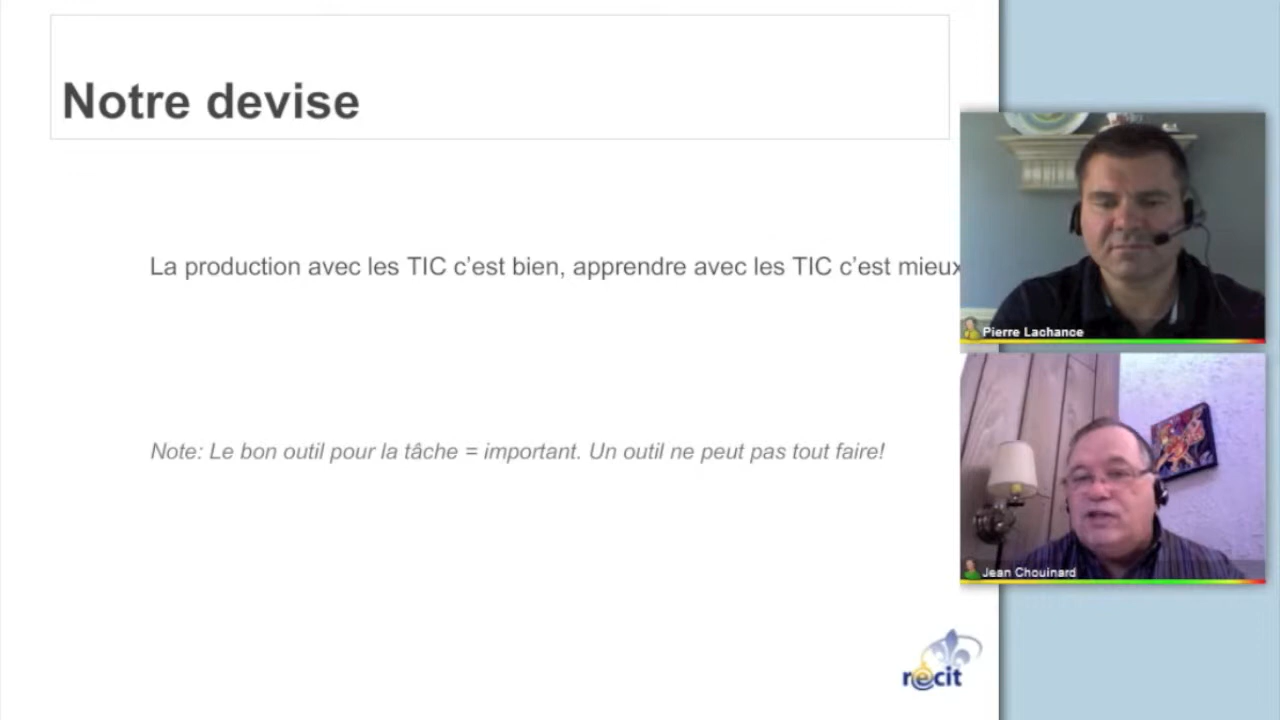 Notre devise
La production avec les TIC c’est bien, apprendre avec les TIC c’est mieux
Note: Le bon outil pour la tâche = important. Un outil ne peut pas tout faire!
Pierre Lachance
Jean Chouinard
récit